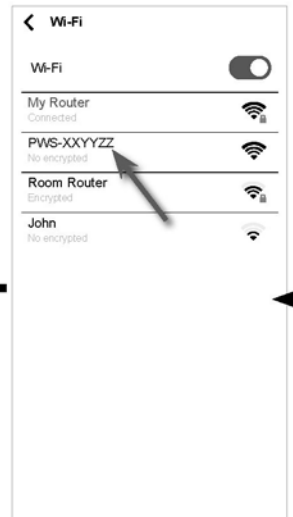 Wi-Fi
Wi-Fi
My Router
Connected
PWS-XXYYZZ
No encrypted
Room Router
Encrypted
John
No encrypted